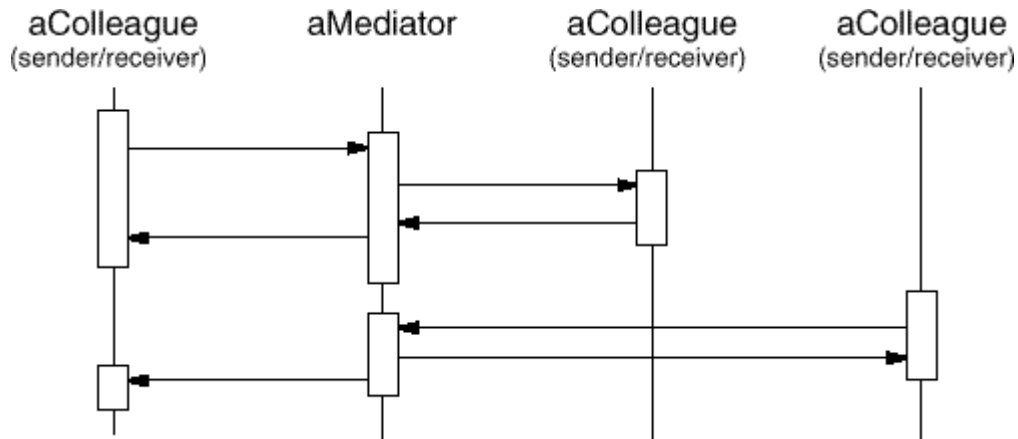 aColleague
(sender/receiver)
aMediator
aColleague
(sender/receiver)
aColleague
(sender/receiver)